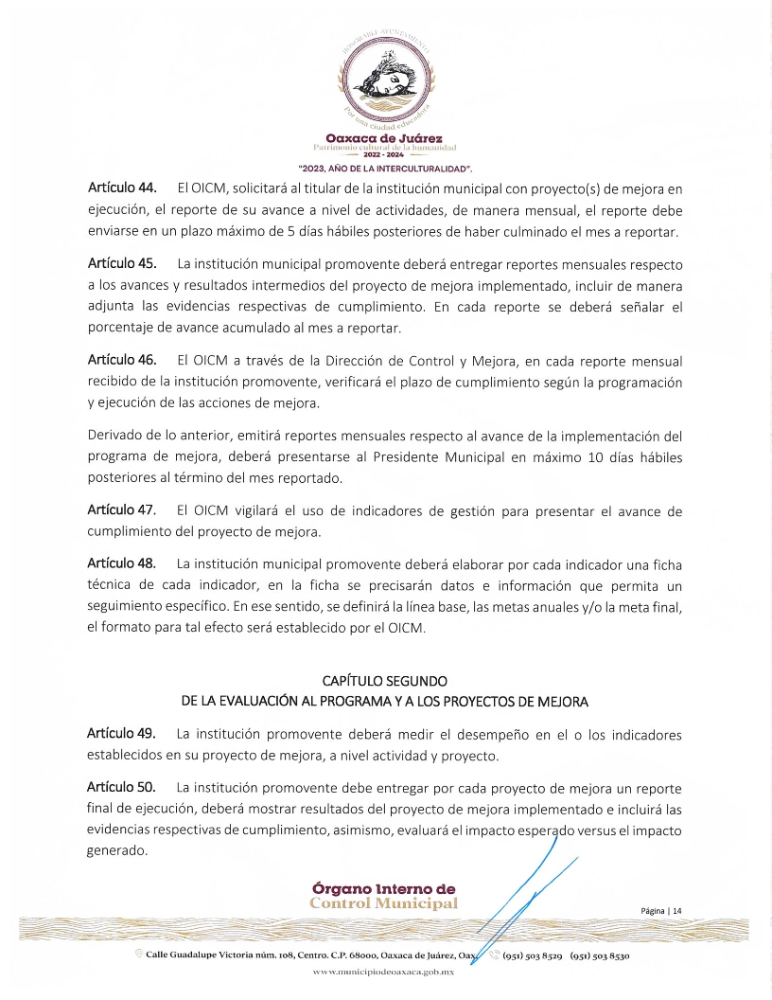 HONORABLE AYUNTAMIENTO
Por una ciudad educadora
Oaxaca de Juárez
Patrimonio cultural de la humanidad
2022 - 2024
"2023, AÑO DE LA INTERCULTURALIDAD".
Artículo 44. El OICM, solicitará al titular de la institución municipal con proyecto(s) de mejora en
ejecución, el reporte de su avance a nivel de actividades, de manera mensual, el reporte debe
enviarse en un plazo máximo de 5 días hábiles posteriores de haber culminado el mes a reportar.
Artículo 45. La institución municipal promovente deberá entregar reportes mensuales respecto
a los avances y resultados intermedios del proyecto de mejora implementado, incluir de manera
adjunta las evidencias respectivas de cumplimiento. En cada reporte se deberá señalar el
porcentaje de avance acumulado al mes a reportar.
Artículo 46. El OICM a través de la Dirección de Control y Mejora, en cada reporte mensual
recibido de la institución promovente, verificará el plazo de cumplimiento según la programación
y ejecución de las acciones de mejora.
Derivado de lo anterior, emitirá reportes mensuales respecto al avance de la implementación del
programa de mejora, deberá presentarse al Presidente Municipal en máximo 10 días hábiles
posteriores al término del mes reportado.
Artículo 47. El OICM vigilará el uso de indicadores de gestión para presentar el avance de
cumplimiento del proyecto de mejora.
Artículo 48. La institución municipal promovente deberá elaborar por cada indicador una ficha
técnica de cada indicador, en la ficha se precisarán datos e información que permita un
seguimiento específico. En ese sentido, se definirá la línea base, las metas anuales y/o la meta final,
el formato para tal efecto será establecido por el OICM.
CAPÍTULO SEGUNDO
DE LA EVALUACIÓN AL PROGRAMA Y A LOS PROYECTOS DE MEJORA
Artículo 49. La institución promovente deberá medir el desempeño en el o los indicadores
establecidos en su proyecto de mejora, a nivel actividad y proyecto.
Artículo 50. La institución promovente debe entregar por cada proyecto de mejora un reporte
final de ejecución, deberá mostrar resultados del proyecto de mejora implementado e incluirá las
evidencias respectivas de cumplimiento, asimismo, evaluará el impacto esperado versus el impacto
generado.
Órgano Interno de
Control Municipal
Página | 14
Calle Guadalupe Victoria núm. 108, Centro. C.P. 68000, Oaxaca de Juárez, Oax. (951) 503 8529 (951) 503 8530
www.municipiodeoaxaca.gob.mx